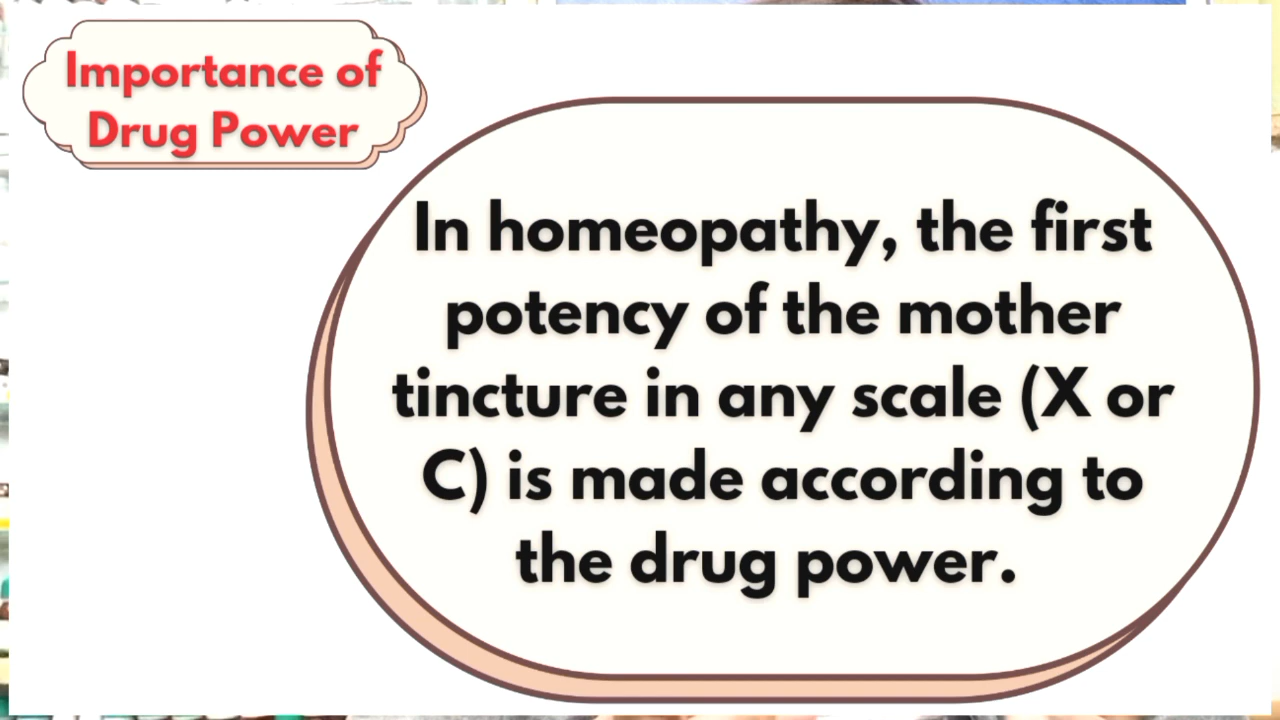 Importance of
Drug Power
In homeopathy, the first
potency of the mother
tincture in any scale (X or
C) is made according to
the drug power.